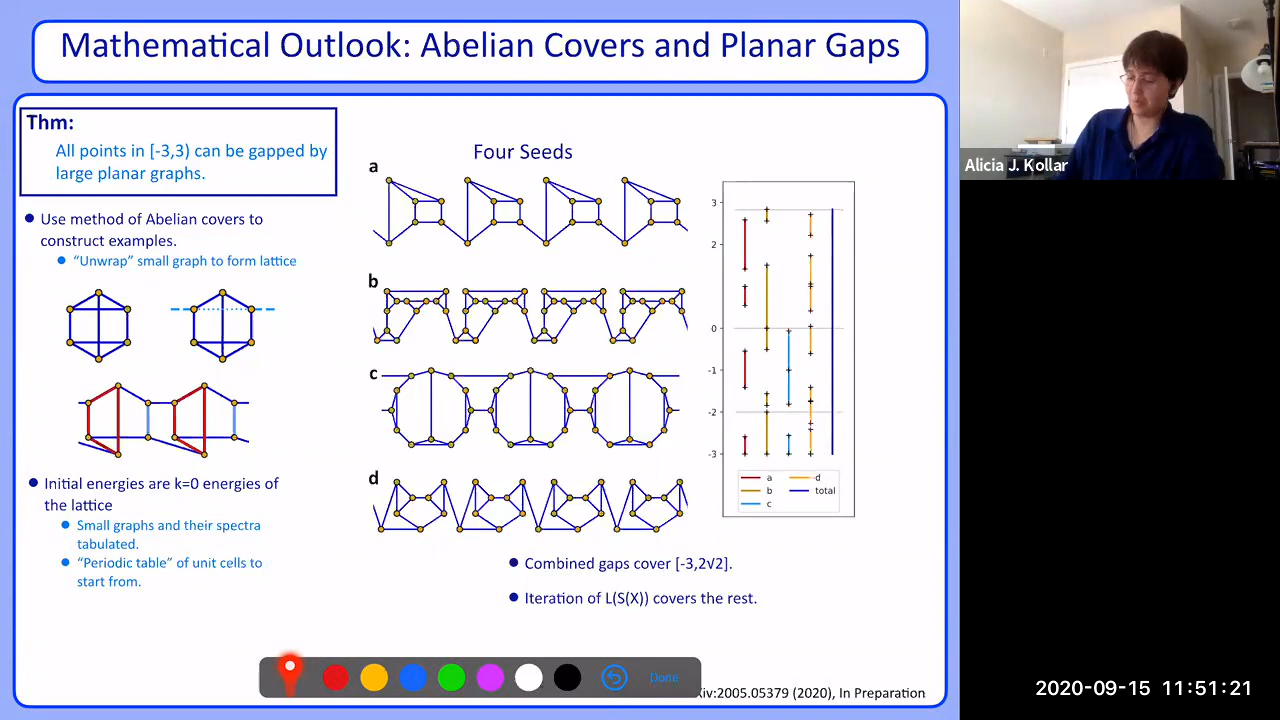 Mathematical Outlook: Abelian Covers and Planar Gaps
Thm:
All points in [-3,3) can be gapped by
large planar graphs.
● Use method of Abelian covers to
construct examples.
● “Unwrap” small graph to form lattice
● Initial energies are k=0 energies of
the lattice
● Small graphs and their spectra
tabulated.
● “Periodic table” of unit cells to
start from.
Four Seeds
a
b
c
d
3
2
0
-1
-2
-3
a
b
c
d
total
● Combined gaps cover [-3,2√2].
● Iteration of L(S(X)) covers the rest.
Done
Xiv:2005.05379 (2020), In Preparation
Alicia J. Kollar
2020-09-15 11:51:21